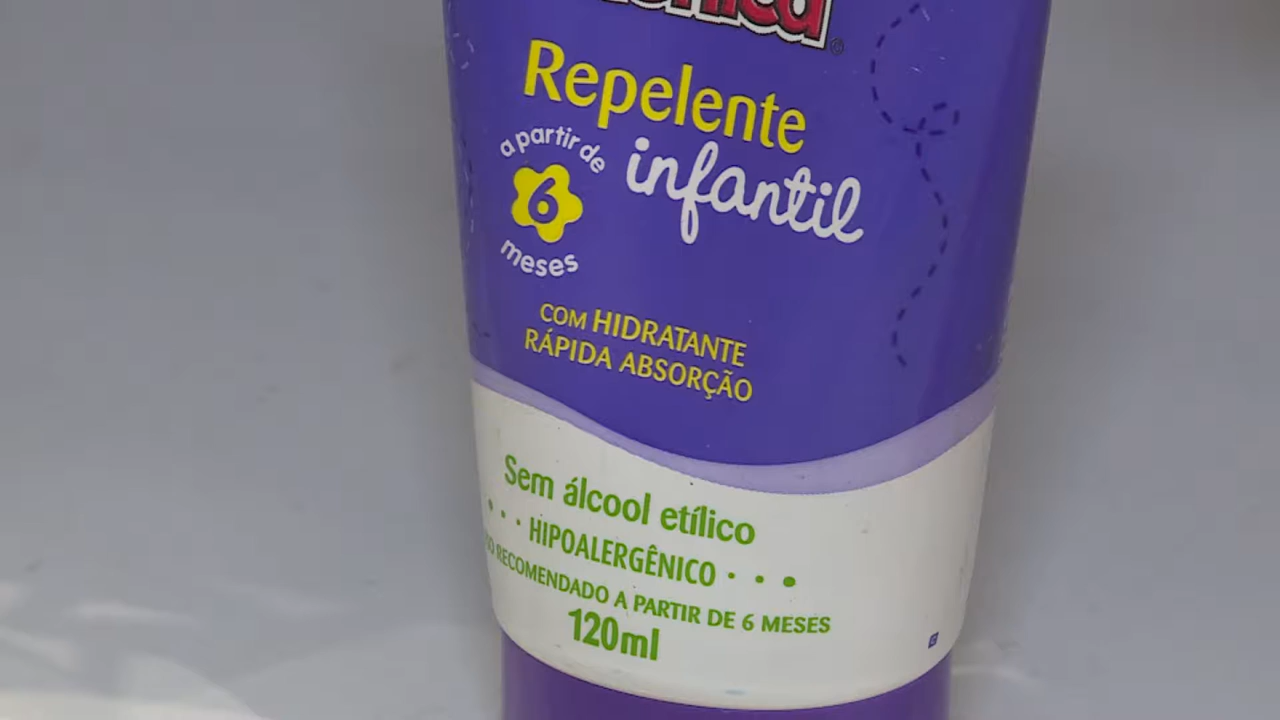 Repelente
infantil
a partir de
6
meses
COM HIDRATANTE
RÁPIDA ABSORÇÃO
Sem álcool etílico
HIPOALERGÊNICO
RECOMENDADO A PARTIR DE 6 MESES
120ml